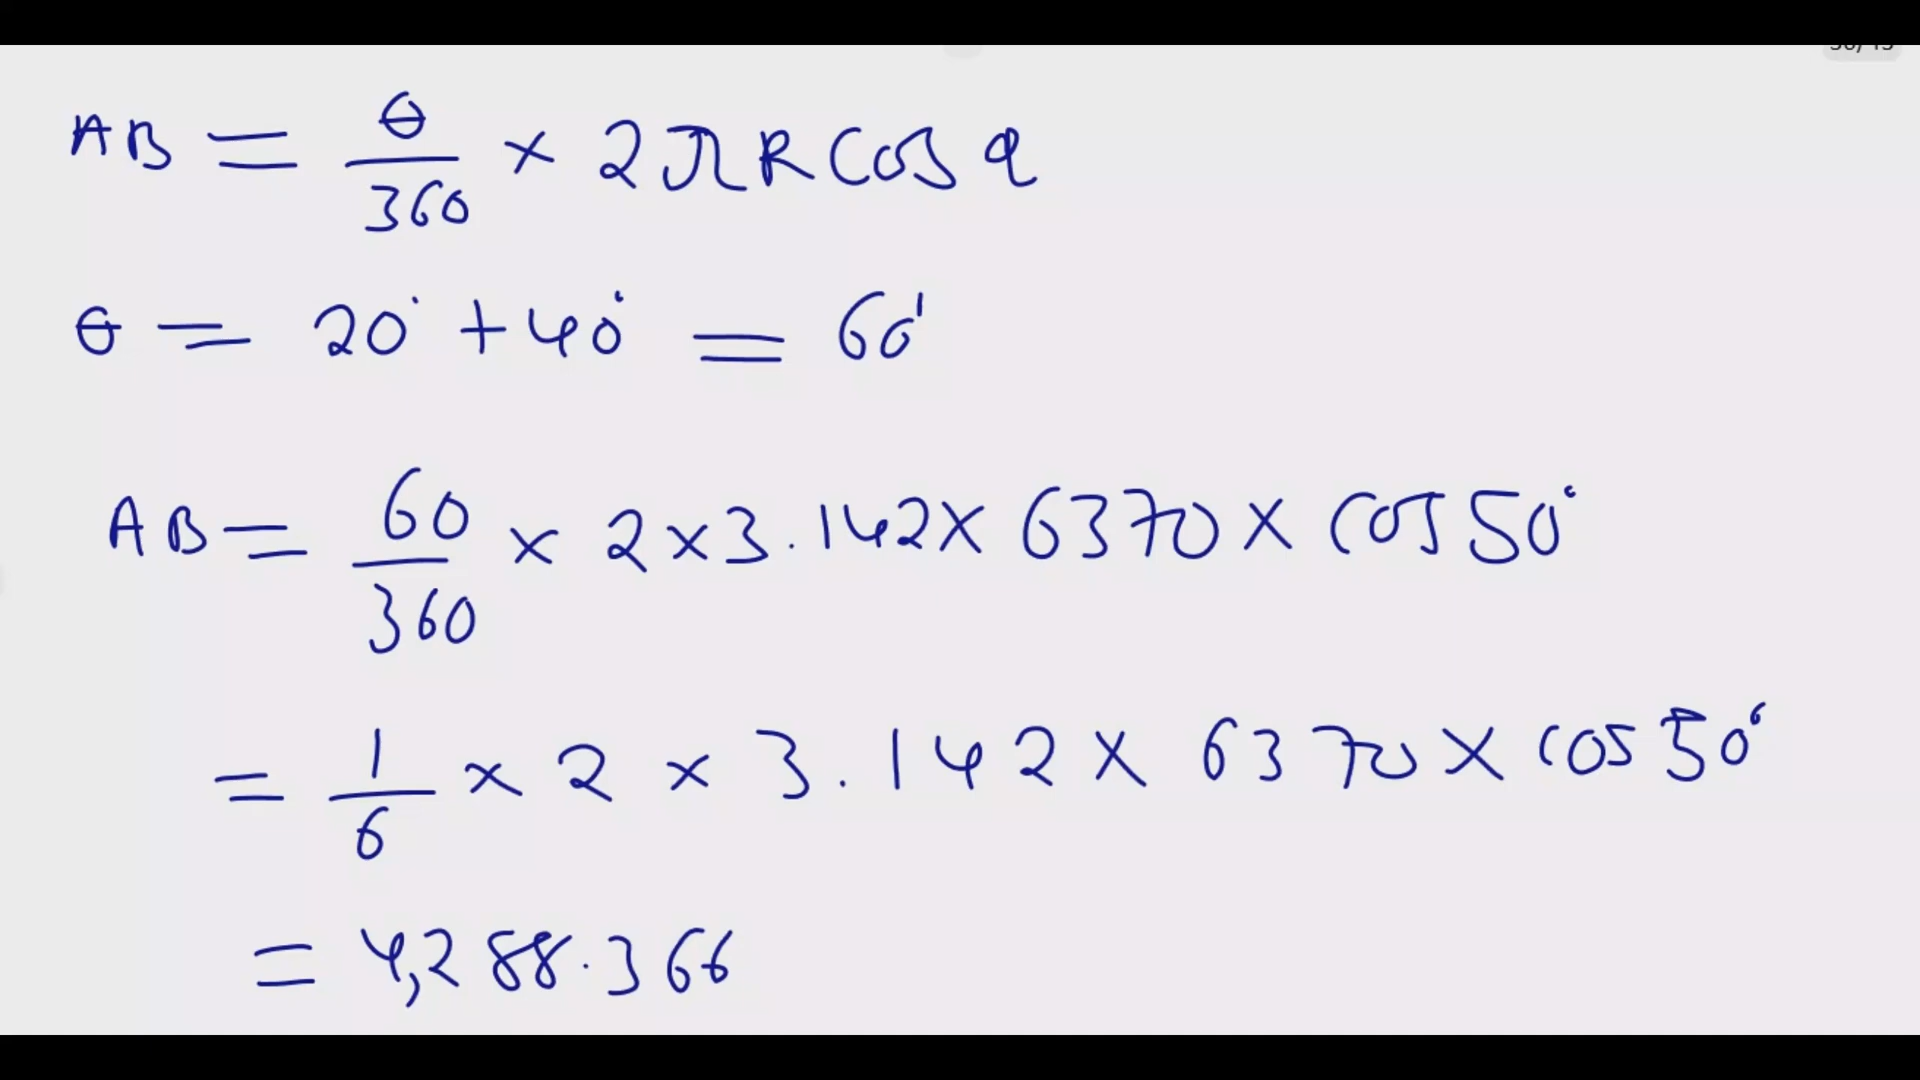 AB = θ/360 × 2πR cos α
θ = 20° + 40° = 60°
AB = 60/360 × 2 × 3.142 × 6370 × cos 50°
= 1/6 × 2 × 3.142 × 6370 × cos 50°
= 4,288.366